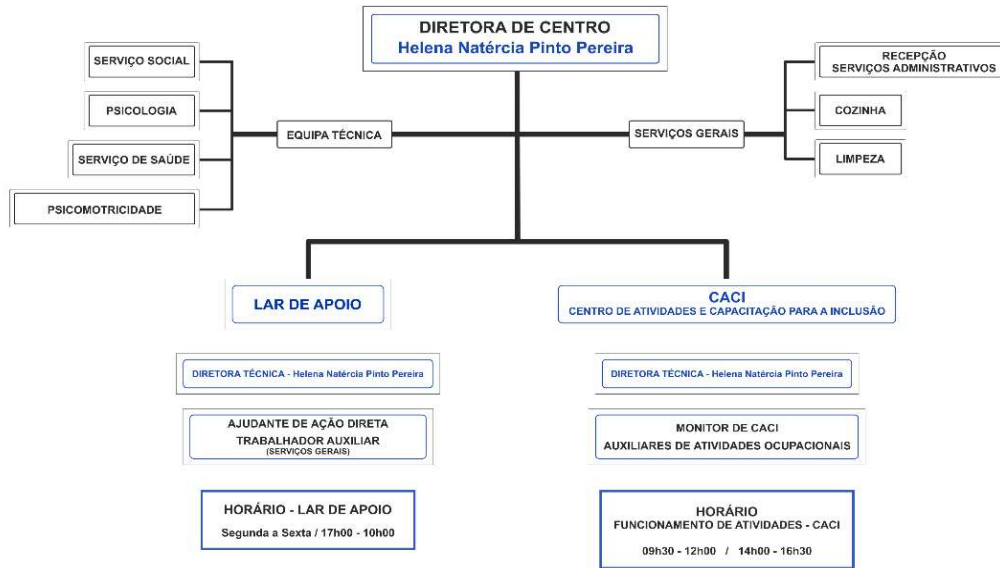 DIRETORA DE CENTRO
Helena Natércia Pinto Pereira
SERVIÇO SOCIAL
PSICOLOGIA
SERVIÇO DE SAÚDE
PSICOMOTRICIDADE
EQUIPA TÉCNICA
SERVIÇOS GERAIS
RECEPÇÃO
SERVIÇOS ADMINISTRATIVOS
COZINHA
LIMPEZA
LAR DE APOIO
CACI
CENTRO DE ATIVIDADES E CAPACITAÇÃO PARA A INCLUSÃO
DIRETORA TÉCNICA - Helena Natércia Pinto Pereira
DIRETORA TÉCNICA - Helena Natércia Pinto Pereira
AJUDANTE DE AÇÃO DIRETA
TRABALHADOR AUXILIAR
(SERVIÇOS GERAIS)
MONITOR DE CACI
AUXILIARES DE ATIVIDADES OCUPACIONAIS
HORÁRIO - LAR DE APOIO
Segunda a Sexta / 17h00 - 10h00
HORÁRIO
FUNCIONAMENTO DE ATIVIDADES - CACI
09h30 - 12h00 / 14h00 - 16h30